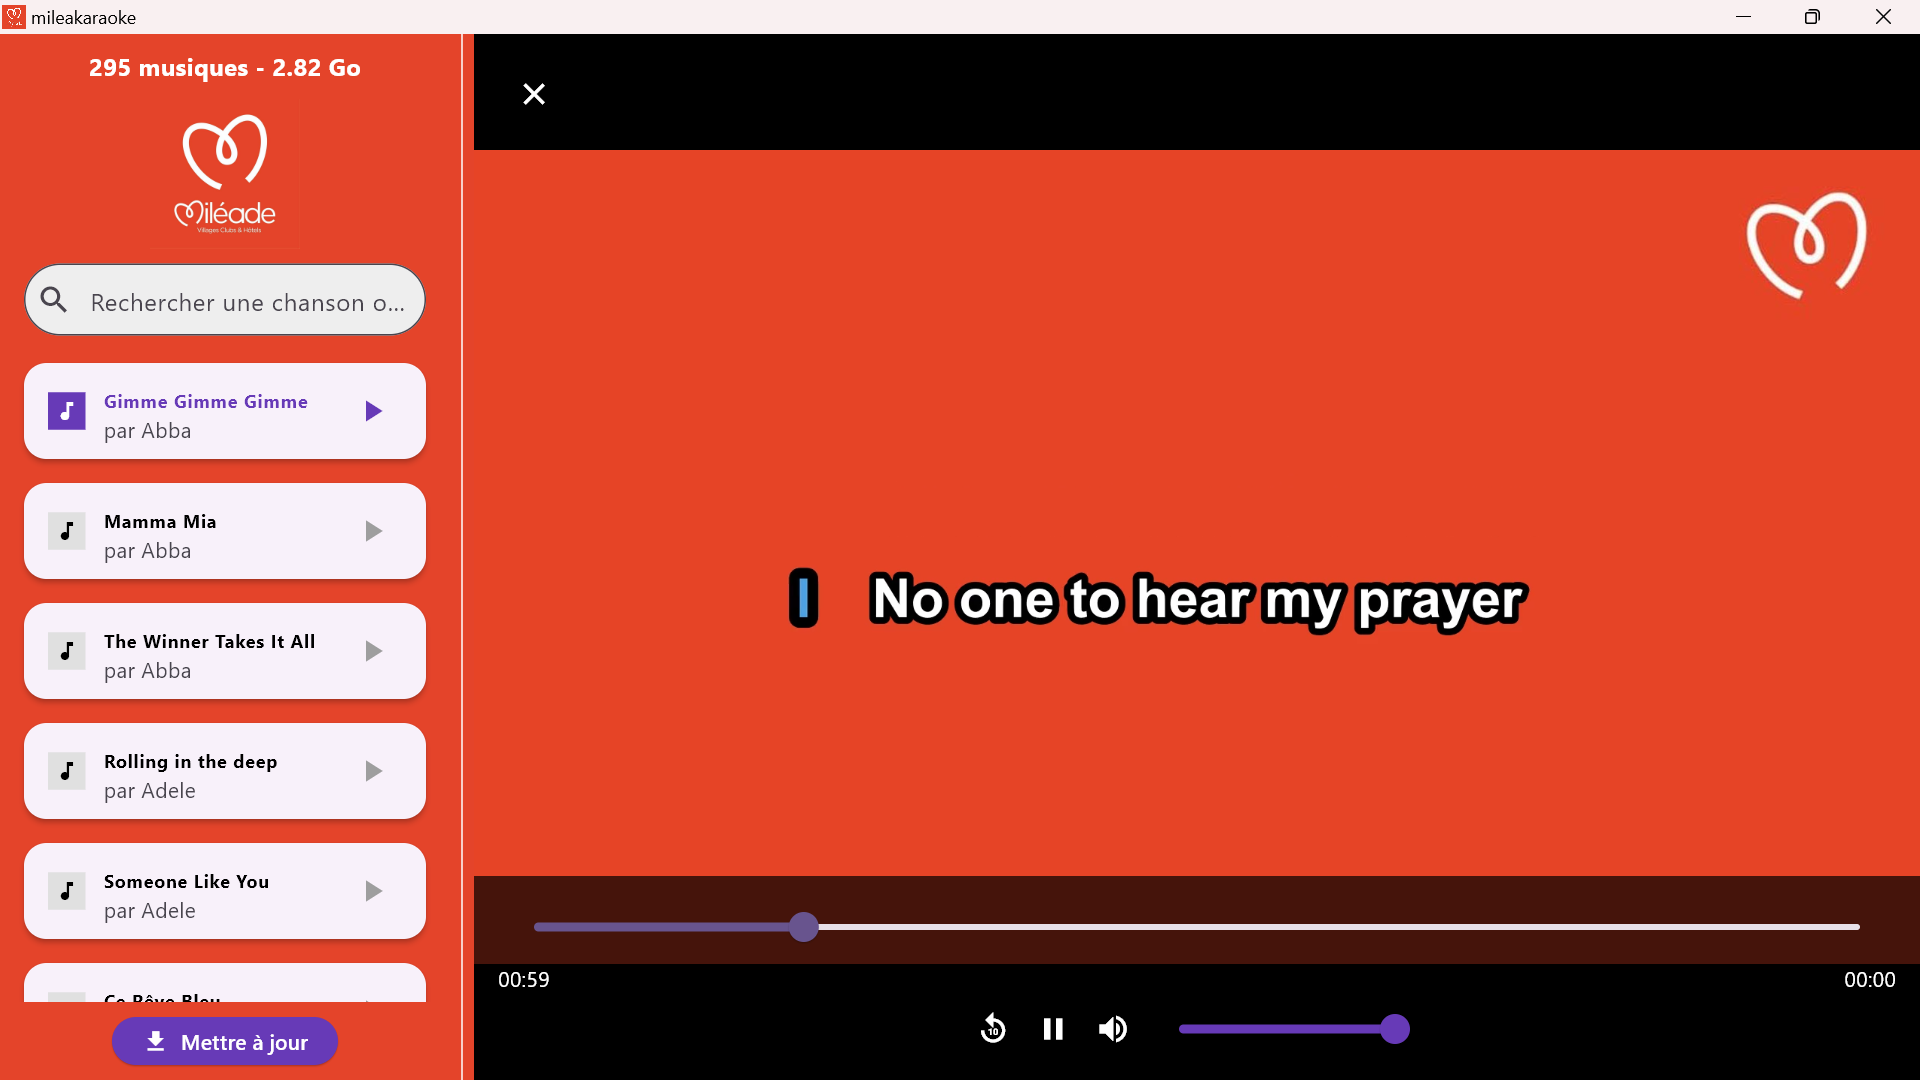 mileakaraoke
295 musiques - 2.82 Go
Miléade
Villages Clubs & Hôtels
Rechercher une chanson o...
Gimme Gimme Gimme
par Abba
Mamma Mia
par Abba
The Winner Takes It All
par Abba
Rolling in the deep
par Adele
Someone Like You
par Adele
Ce Rêve Bleu
Mettre à jour
I No one to hear my prayer
00:59
00:00
10